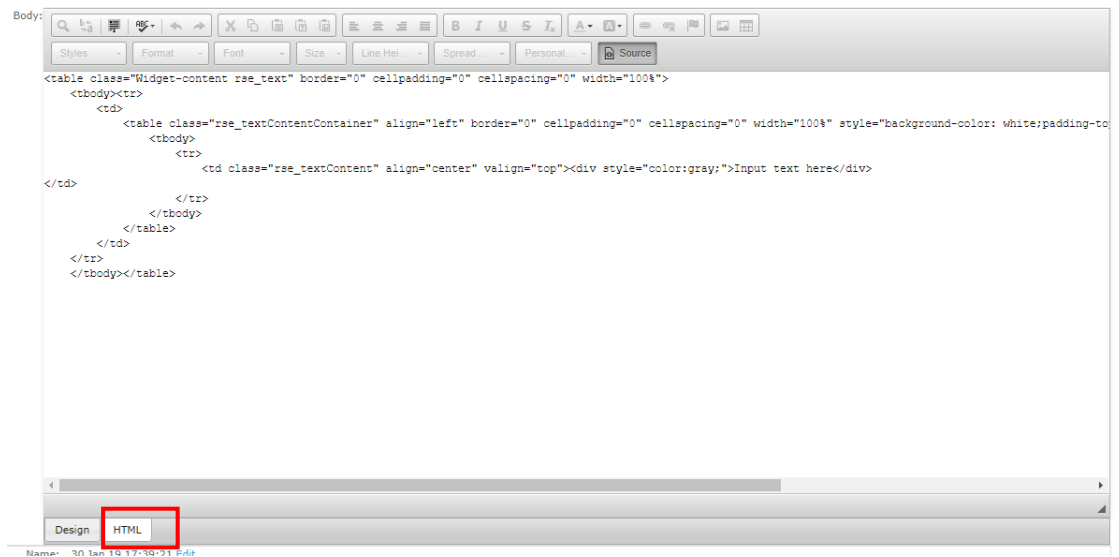 Body:
ABC
B I U S Ix A A
Styles Format Font Size Line Hei... Spread ... Personal... Source
<table class="Widget-content rse_text" border="0" cellpadding="0" cellspacing="0" width="100%">
<tbody><tr>
<td>
<table class="rse_textContentContainer" align="left" border="0" cellpadding="0" cellspacing="0" width="100%" style="background-color: white;padding-to
<tbody>
<tr>
<td class="rse_textContent" align="center" valign="top"><div style="color:gray;">Input text here</div>
</td>
</tr>
</tbody>
</table>
</td>
</tr>
</tbody></table>
Design HTML
Name: 30 Jan 19 17:39:21 Edit